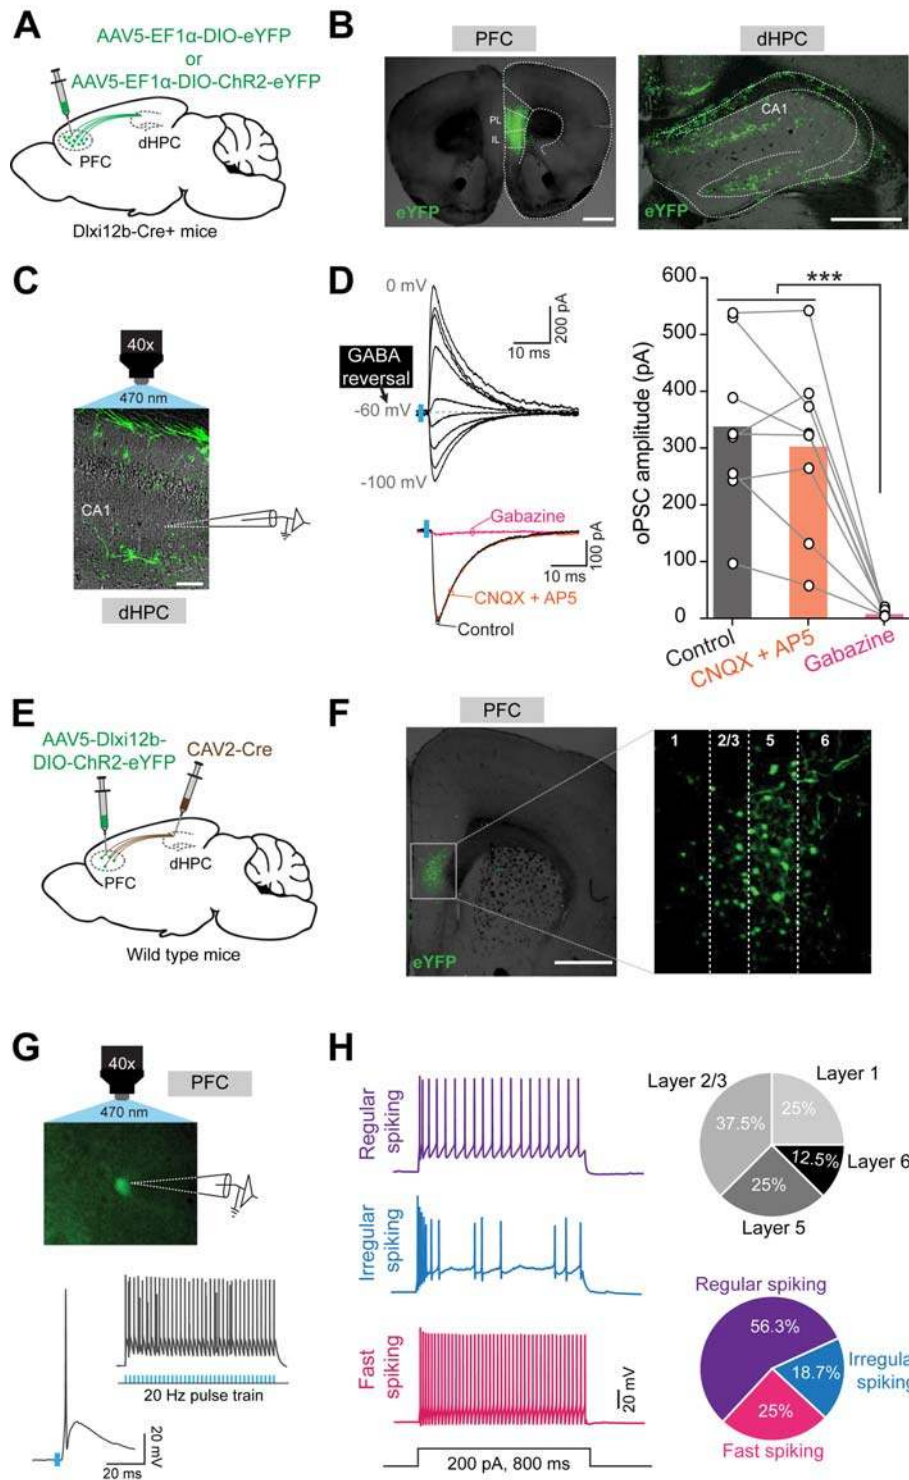 A
AAV5-EF1α-DIO-eYFP
or
AAV5-EF1α-DIO-ChR2-eYFP
dHPC
PFC
Dlxi12b-Cre+ mice
B
PFC
dHPC
PL
IL
eYFP
CA1
eYFP
C
40x
470 nm
CA1
dHPC
D
0 mV
200 pA
10 ms
GABA
reversal
-60 mV
-100 mV
Gabazine
100 pA
10 ms
CNQX + AP5
Control
600
500
400
300
200
100
0
oPSC amplitude (pA)
***
Control
CNQX + AP5
Gabazine
E
AAV5-Dlxi12b-
DIO-ChR2-eYFP
CAV2-Cre
dHPC
PFC
Wild type mice
F
PFC
eYFP
1 2/3 5 6
G
40x
PFC
470 nm
20 Hz pulse train
20 mV
20 ms
H
Regular
spiking
Irregular
spiking
Fast
spiking
20 mV
200 pA, 800 ms
Layer 2/3
Layer 1
37.5%
25%
12.5%
Layer 6
25%
Layer 5
Regular spiking
56.3%
18.7%
Irregular
spiking
25%
Fast spiking